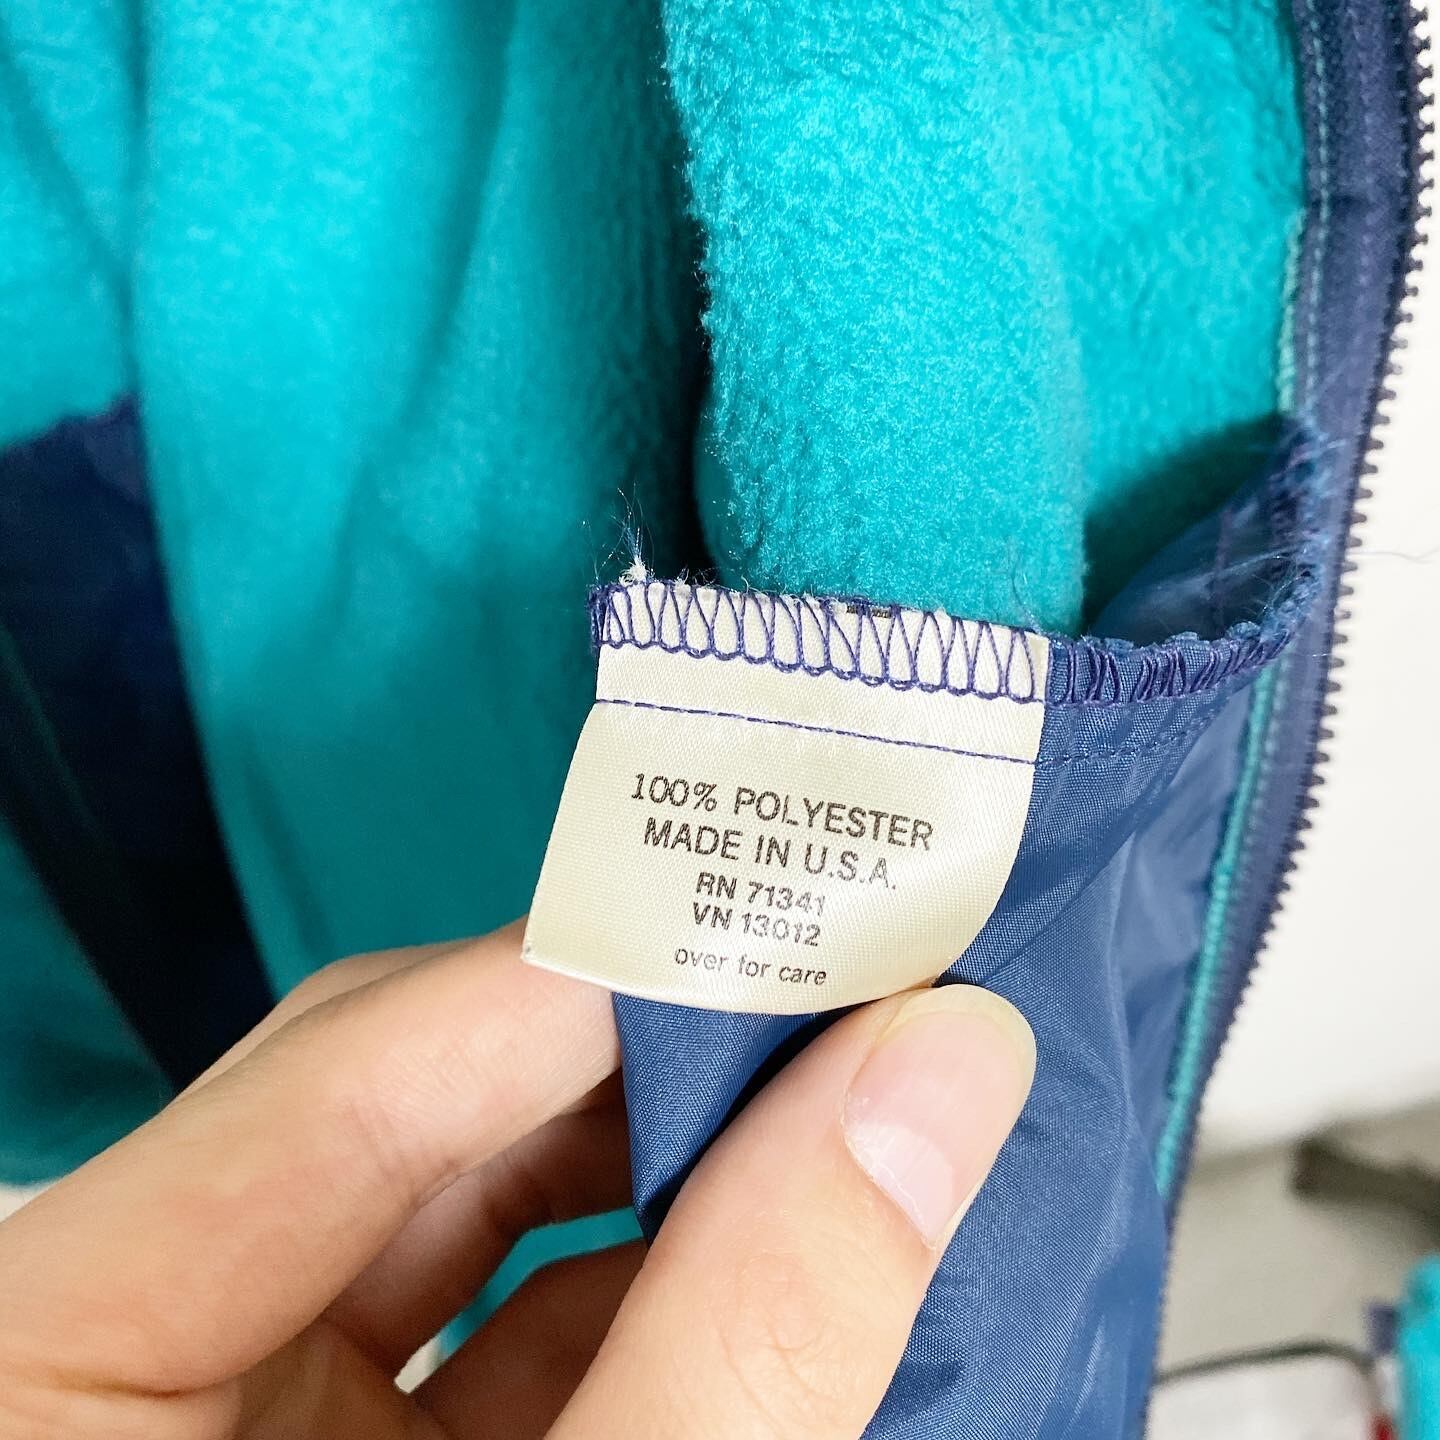 100% POLYESTER
MADE IN U.S.A.
RN 71341
VN 13012
over for care